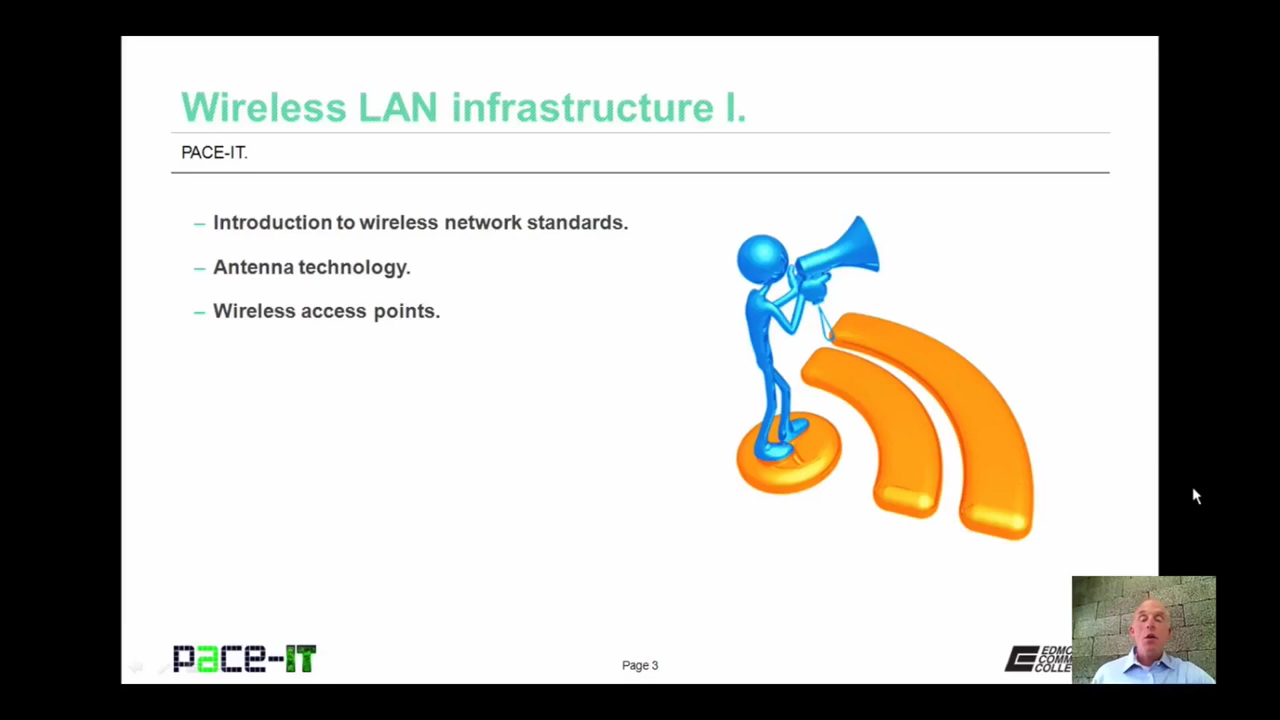 Wireless LAN infrastructure I.
PACE-IT.
– Introduction to wireless network standards.
– Antenna technology.
– Wireless access points.
pace-IT
Page 3